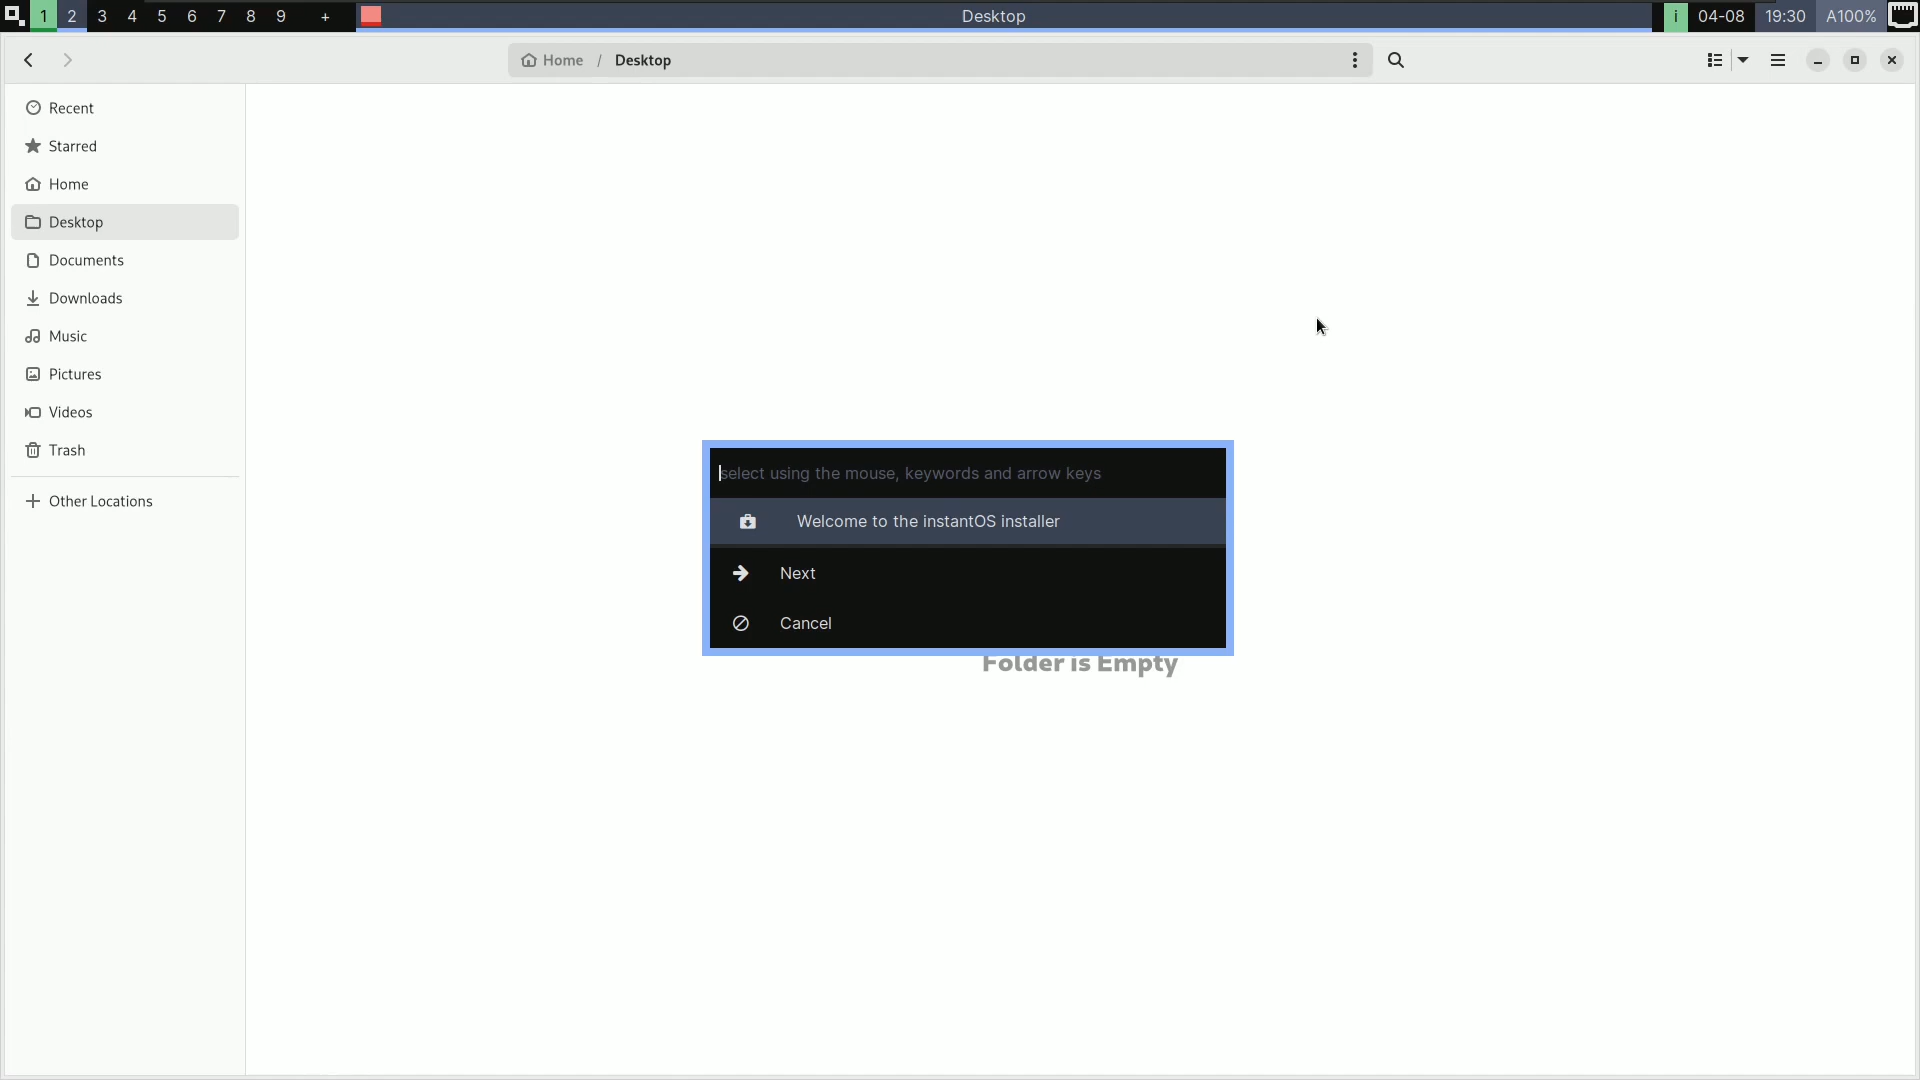 1 2 3 4 5 6 7 8 9 + Desktop i 04-08 19:30 A100%
Home / Desktop
Recent
Starred
Home
Desktop
Documents
Downloads
Music
Pictures
Videos
Trash
Other Locations
select using the mouse, keywords and arrow keys
Welcome to the instantOS installer
Next
Cancel
Folder is Empty